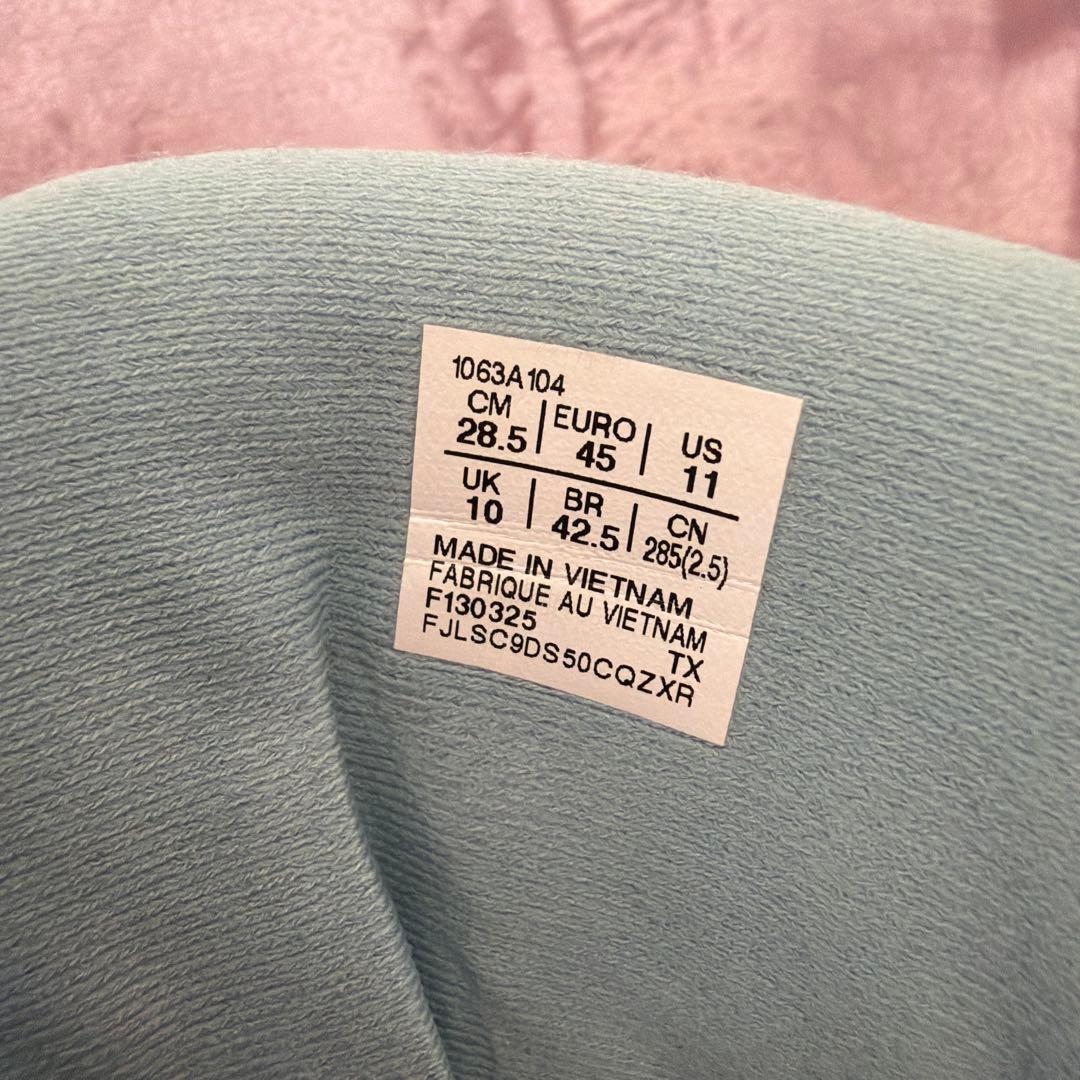 1063A104
CM | EURO | US
28.5 | 45 | 11
UK | BR | CN
10 | 42.5 | 285(2.5)
MADE IN VIETNAM
FABRIQUE AU VIETNAM
F130325 TX
FJLSC9DS50CQZXR